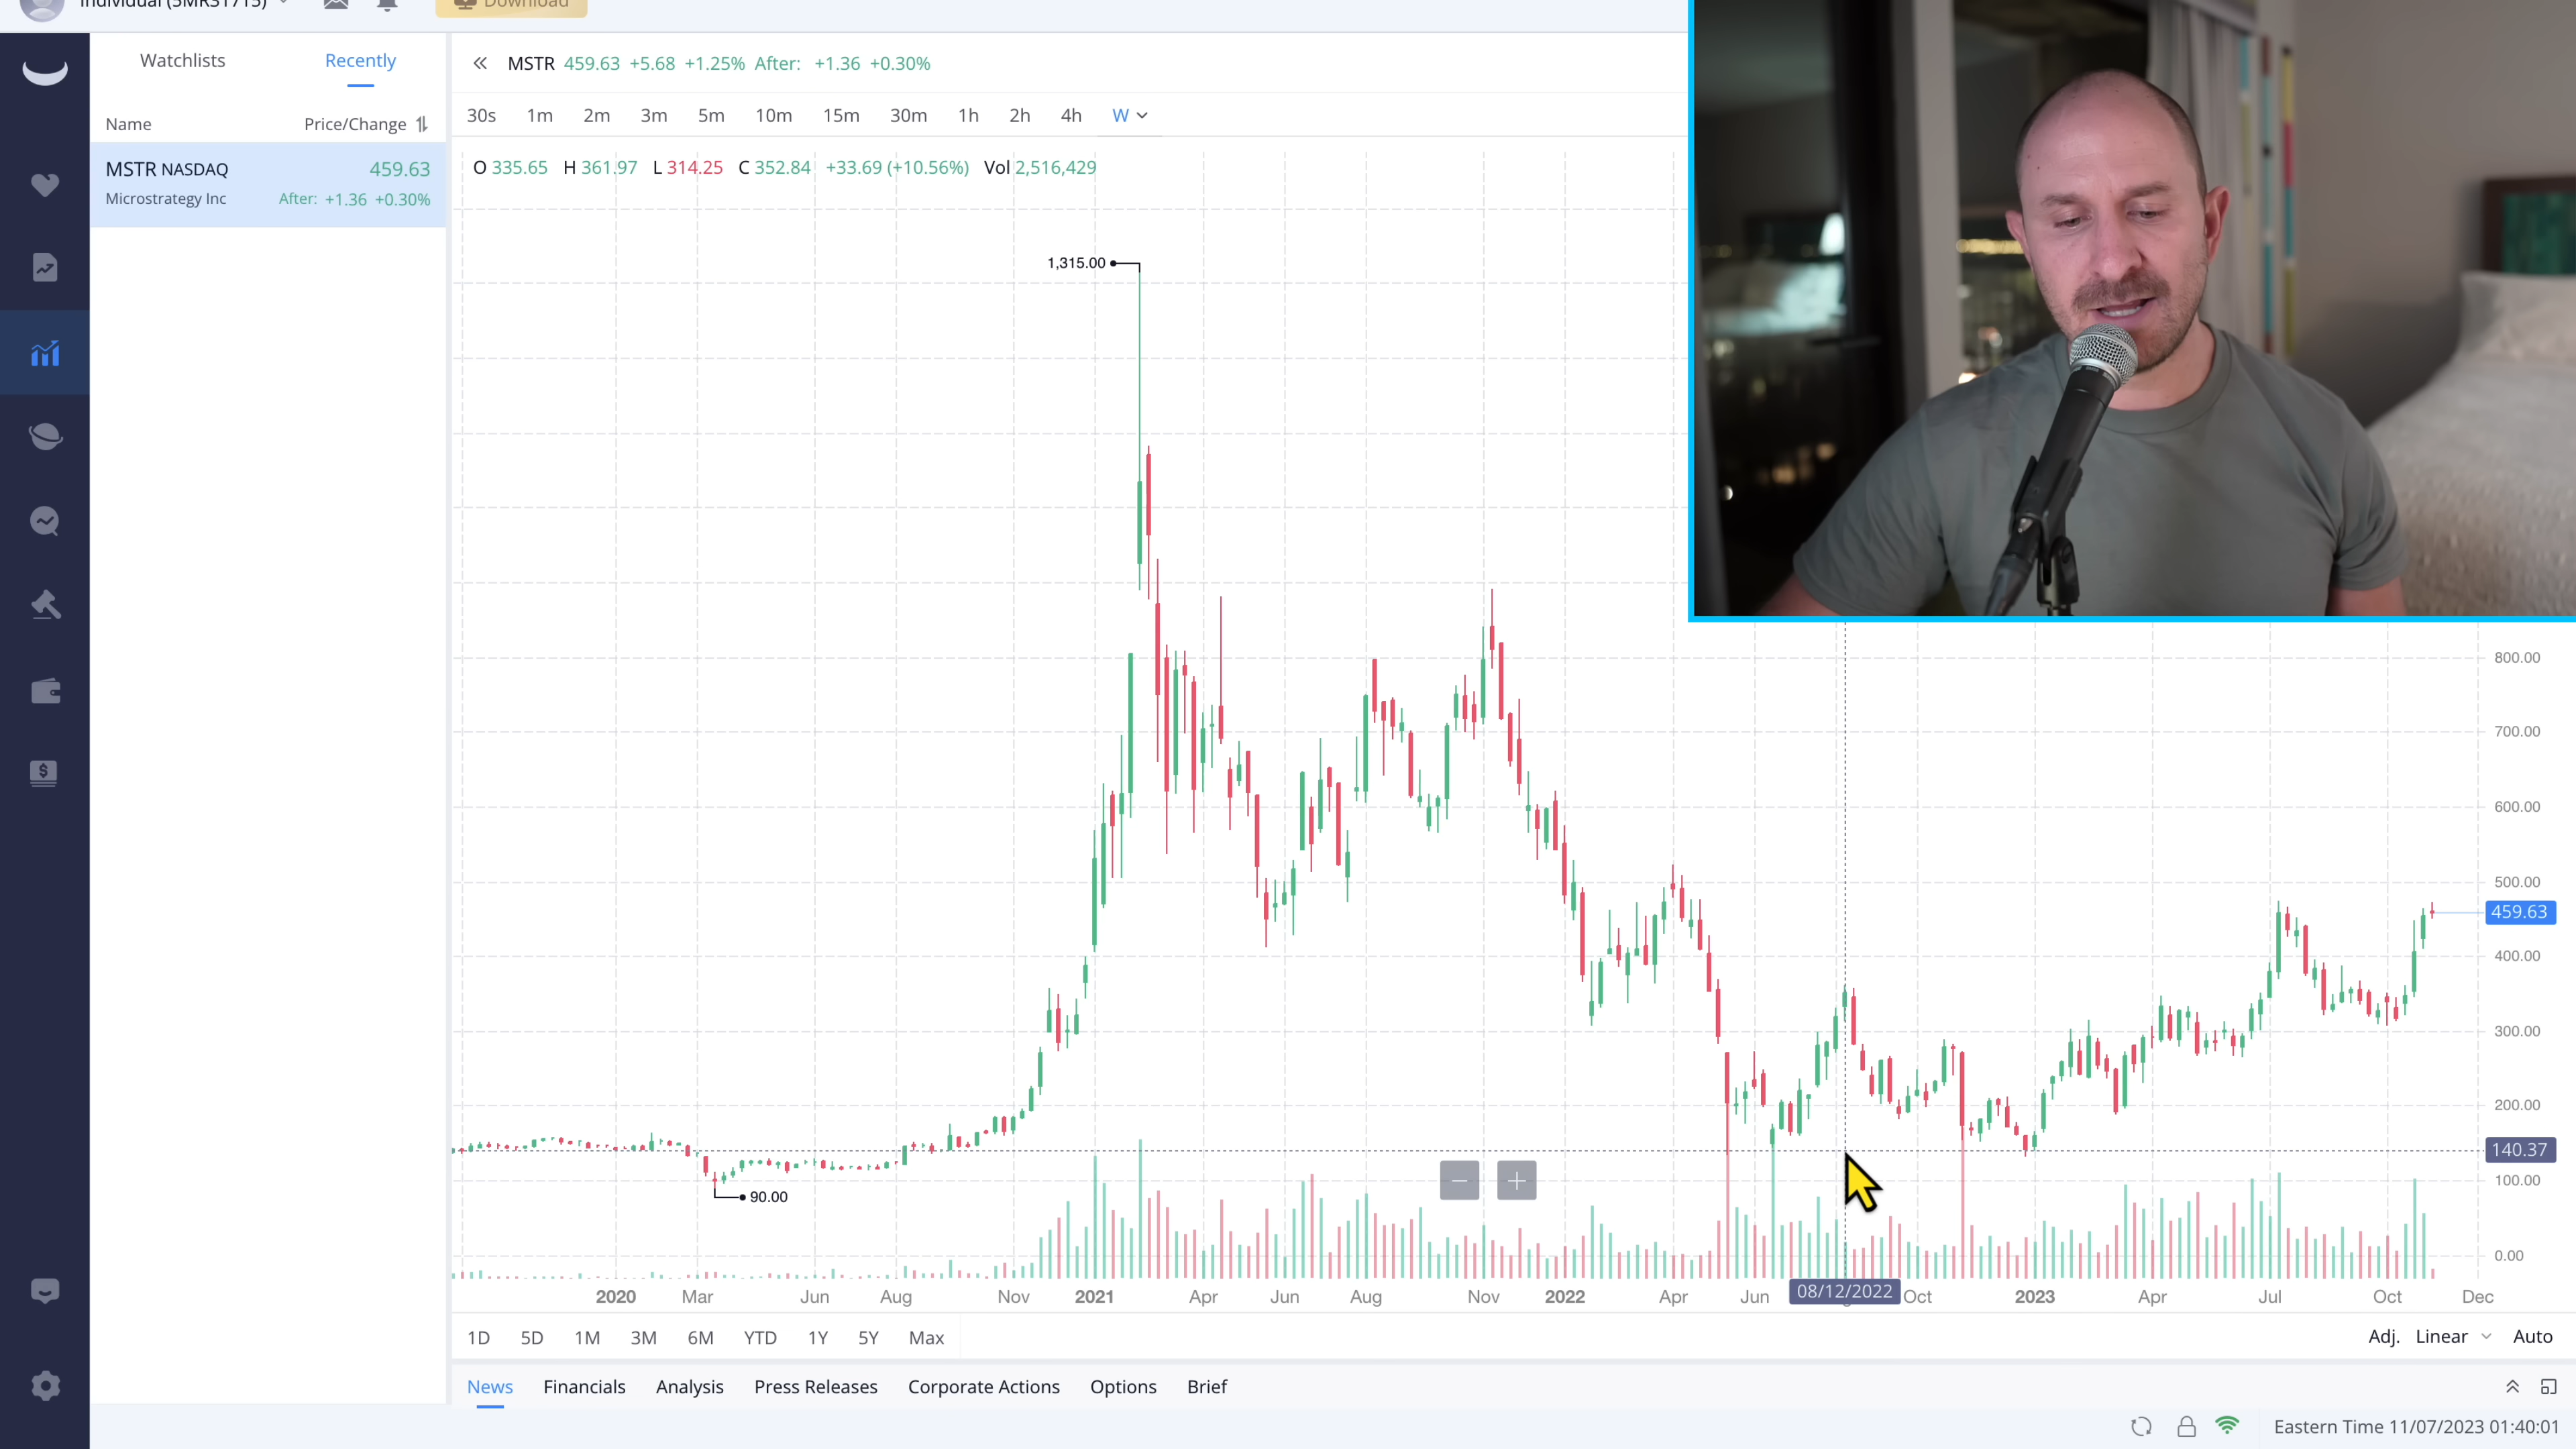 Individual (5MR31715)
Download
Watchlists Recently
Name Price/Change
MSTR NASDAQ 459.63
Microstrategy Inc After: +1.36 +0.30%
MSTR 459.63 +5.68 +1.25% After: +1.36 +0.30%
30s 1m 2m 3m 5m 10m 15m 30m 1h 2h 4h W
O 335.65 H 361.97 L 314.25 C 352.84 +33.69 (+10.56%) Vol 2,516,429
1,315.00
800.00
700.00
600.00
500.00
459.63
400.00
300.00
200.00
140.37
100.00
90.00
0.00
2020 Mar Jun Aug Nov 2021 Apr Jun Aug Nov 2022 Apr Jun 08/12/2022 Oct 2023 Apr Jul Oct Dec
1D 5D 1M 3M 6M YTD 1Y 5Y Max Adj. Linear Auto
News Financials Analysis Press Releases Corporate Actions Options Brief
Eastern Time 11/07/2023 01:40:01